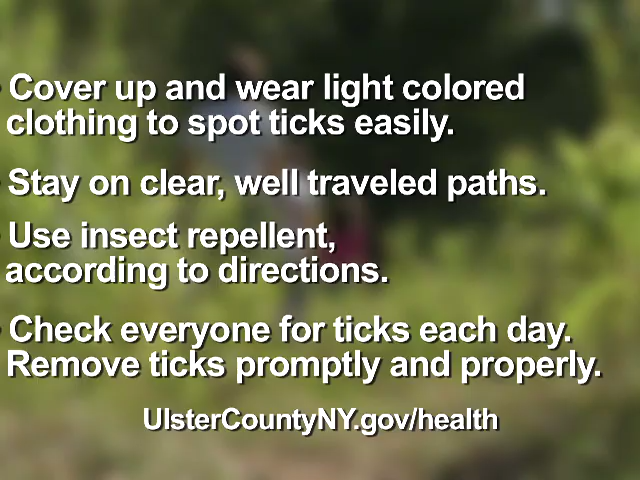 • Cover up and wear light colored
clothing to spot ticks easily.
• Stay on clear, well traveled paths.
• Use insect repellent,
according to directions.
• Check everyone for ticks each day.
Remove ticks promptly and properly.
UlsterCountyNY.gov/health